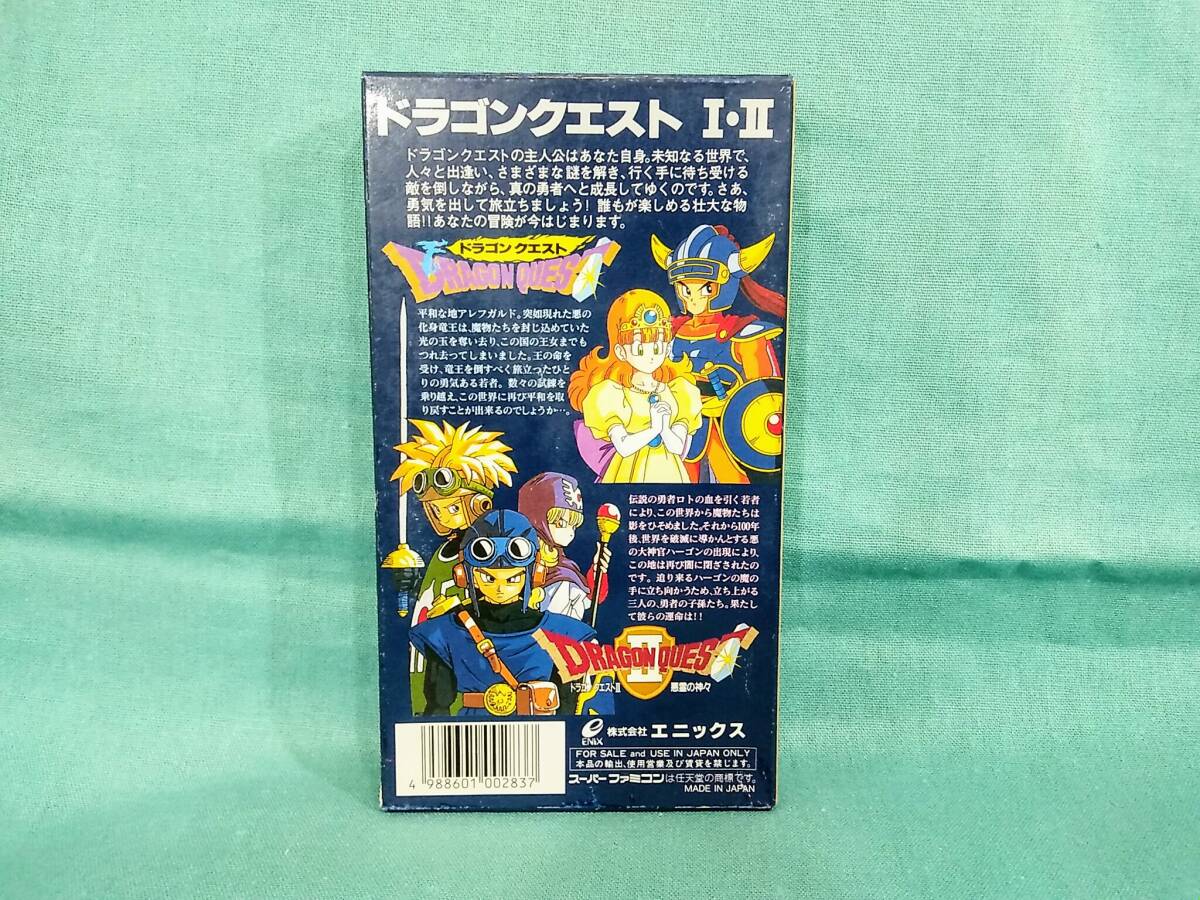 ドラゴンクエスト I・II
ドラゴンクエストの主人公はあなた自身。未知なる世界で、
人々と出逢い、さまざまな謎を解き、行く手に待ち受ける
敵を倒しながら、真の勇者へと成長してゆくのです。さあ、
勇気を出して旅立ちましょう! 誰もが楽しめる壮大な物
語!!あなたの冒険が今はじまります。
ドラゴン クエスト
DRAGON QUEST
平和な地アレフガルド。突如現れた悪の
化身竜王は、魔物たちを封じ込めていた
光の玉を奪い去り、この国の王女までも
つれ去ってしまいました。王の命を
受け、竜王を倒すべく旅立ったひと
りの勇気ある若者。数々の試練を
乗り越え、この世界に再び平和を取
り戻すことが出来るのでしょうか…。
伝説の勇者ロトの血を引く若者
により、この世界から魔物たちは
影をひそめました。それから100年
後、世界を破滅に導かんとする悪
の大神官ハーゴンの出現により、
この地は再び闇に閉ざされたの
です。迫り来るハーゴンの魔の
手に立ち向かうため、立ち上がる
三人の、勇者の子孫たち。果たし
て彼らの運命は!!
DRAGON QUEST II
ドラゴンクエストII 悪霊の神々
ENIX 株式会社 エニックス
FOR SALE and USE IN JAPAN ONLY
本品の輸出、使用営業及び賃貸を禁じます。
スーパー ファミコンは任天堂の商標です。
MADE IN JAPAN
4 988601 002837